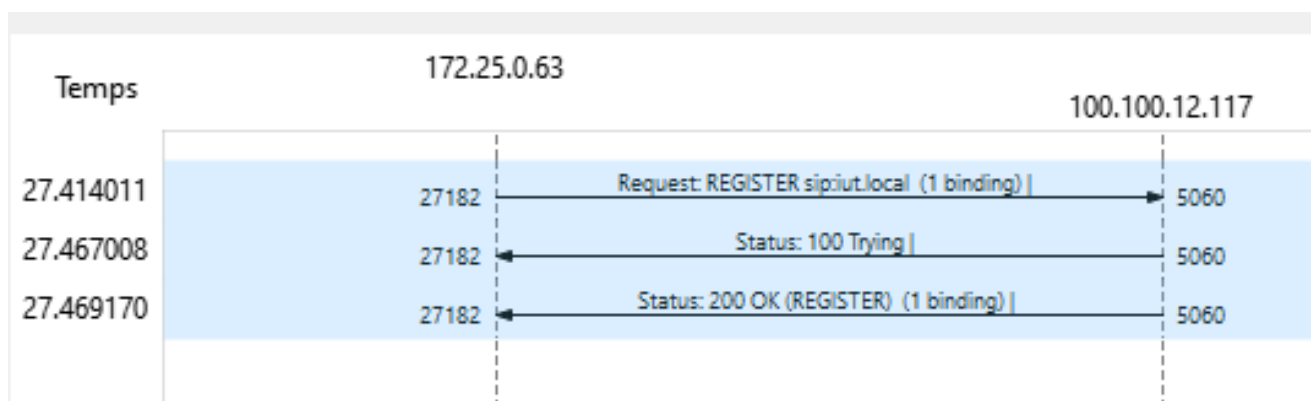 172.25.0.63
Temps
100.100.12.117
27.414011 27182 Request: REGISTER sip:iut.local (1 binding) | 5060
27.467008 27182 Status: 100 Trying | 5060
27.469170 27182 Status: 200 OK (REGISTER) (1 binding) | 5060